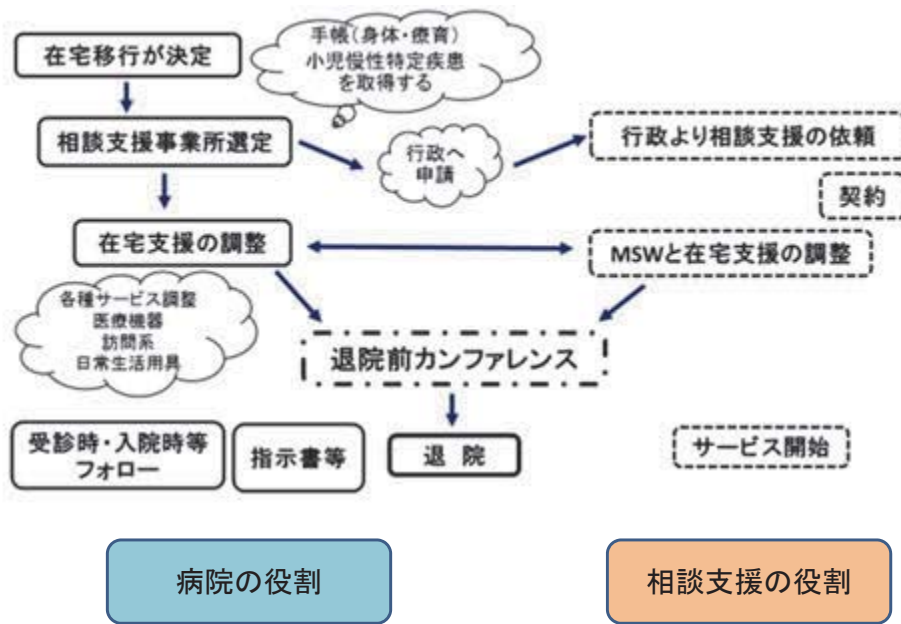 手帳(身体・療育)
小児慢性特定疾患
を取得する
在宅移行が決定
相談支援事業所選定
行政へ
申請
行政より相談支援の依頼
契約
在宅支援の調整
MSWと在宅支援の調整
各種サービス調整
医療機器
訪問系
日常生活用具
退院前カンファレンス
受診時・入院時等
フォロー
指示書等
退 院
サービス開始
病院の役割
相談支援の役割